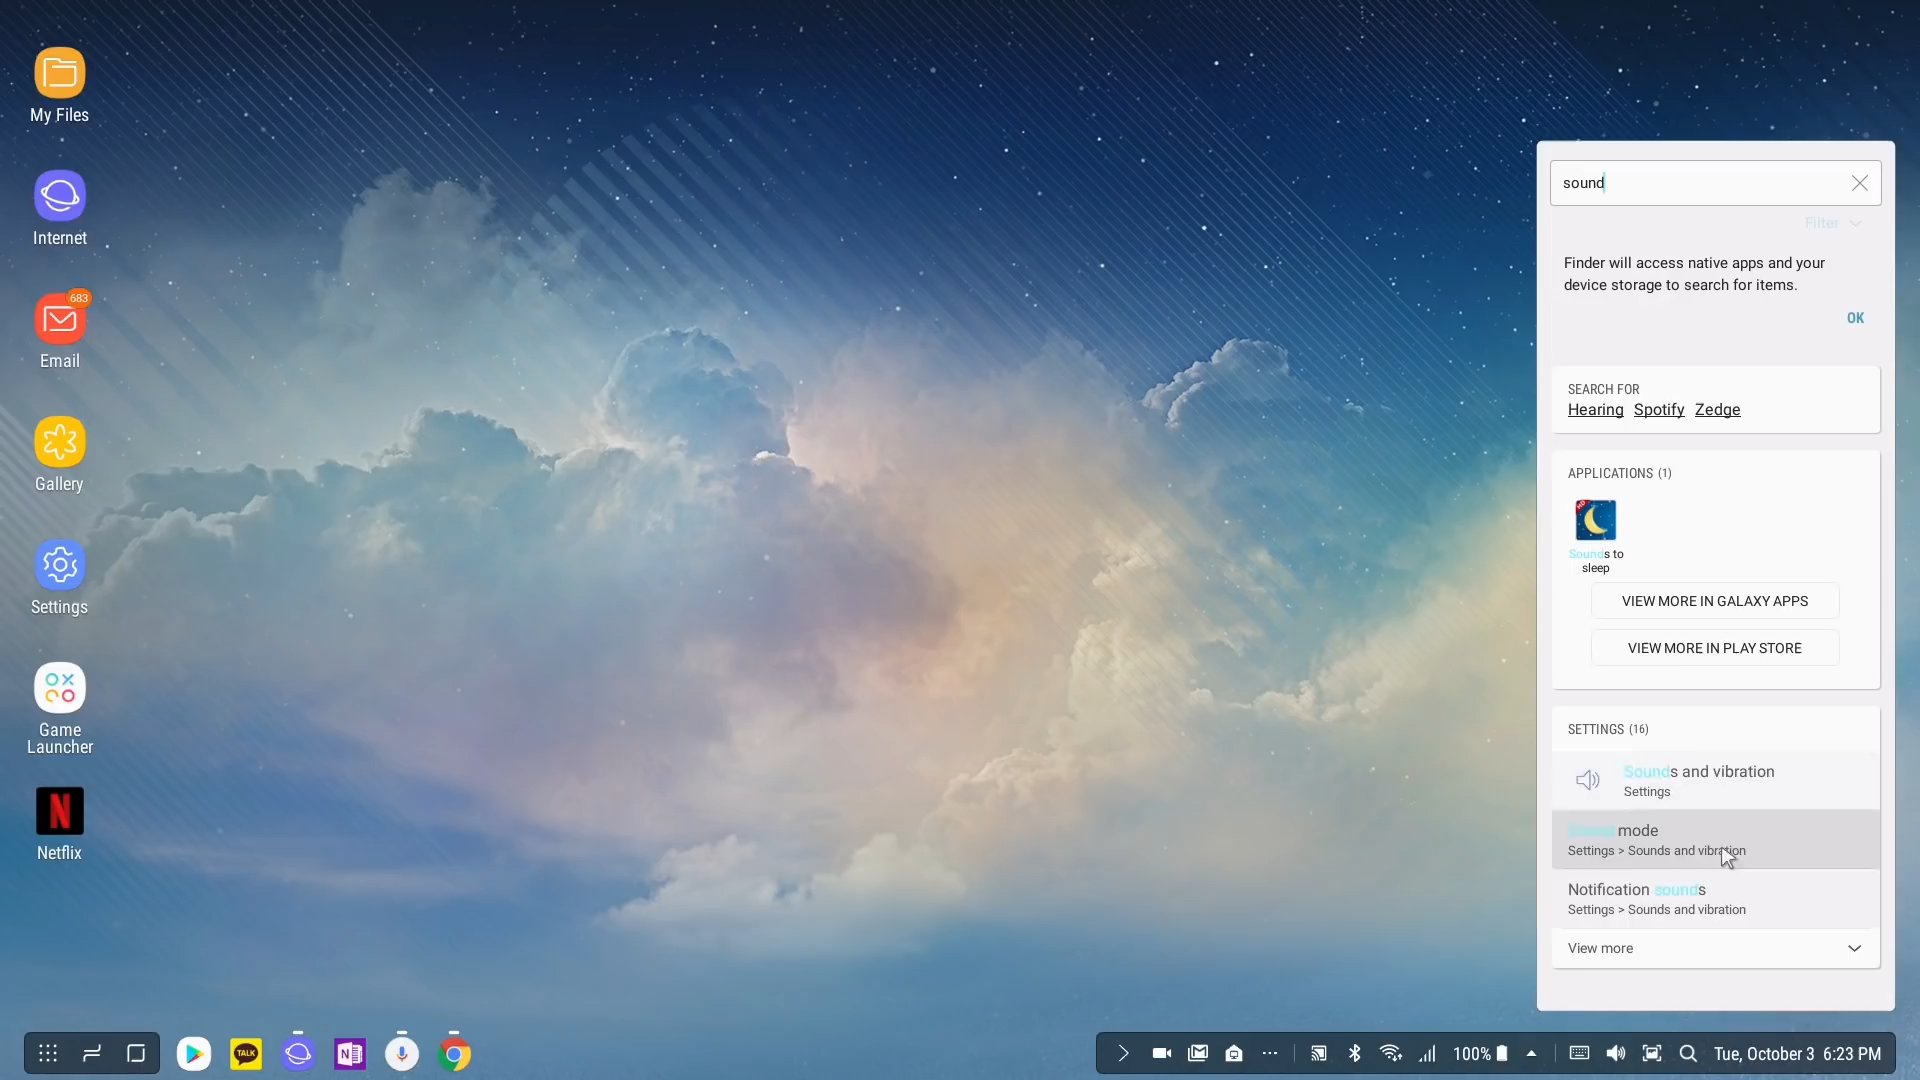 My Files
Internet
683
Email
Gallery
Settings
Game
Launcher
N
Netflix
sound
Filter
Finder will access native apps and your
device storage to search for items.
OK
SEARCH FOR
Hearing Spotify Zedge
APPLICATIONS (1)
Sounds to
sleep
VIEW MORE IN GALAXY APPS
VIEW MORE IN PLAY STORE
SETTINGS (16)
Sounds and vibration
Settings
Sound mode
Settings > Sounds and vibration
Notification sounds
Settings > Sounds and vibration
View more
TALK
N
100%
Tue, October 3 6:23 PM